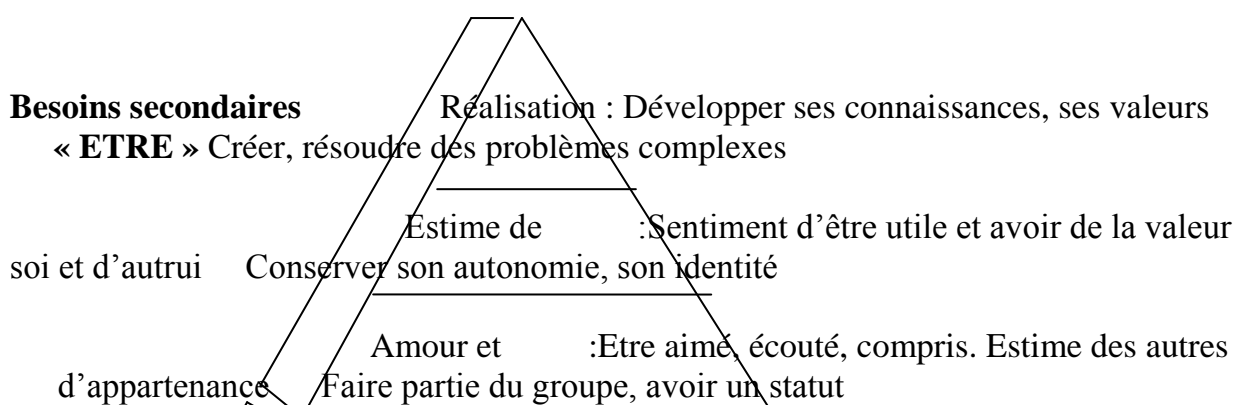 Besoins secondaires Réalisation : Développer ses connaissances, ses valeurs
« ETRE » Créer, résoudre des problèmes complexes
Estime de :Sentiment d’être utile et avoir de la valeur
soi et d'autrui Conserver son autonomie, son identité
Amour et :Etre aimé, écouté, compris. Estime des autres
d’appartenance Faire partie du groupe, avoir un statut